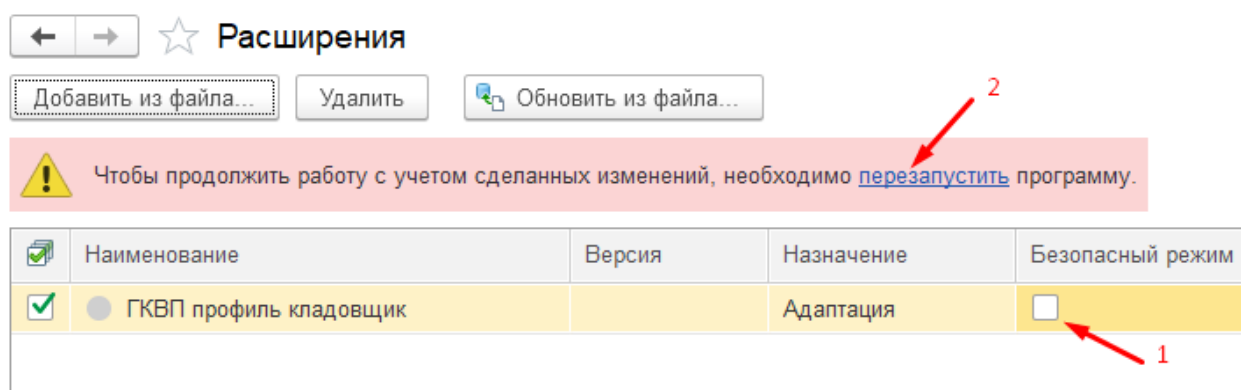 Расширения
Добавить из файла... Удалить Обновить из файла...
2
Чтобы продолжить работу с учетом сделанных изменений, необходимо перезапустить программу.
Наименование Версия Назначение Безопасный режим
ГКВП профиль кладовщик Адаптация
1